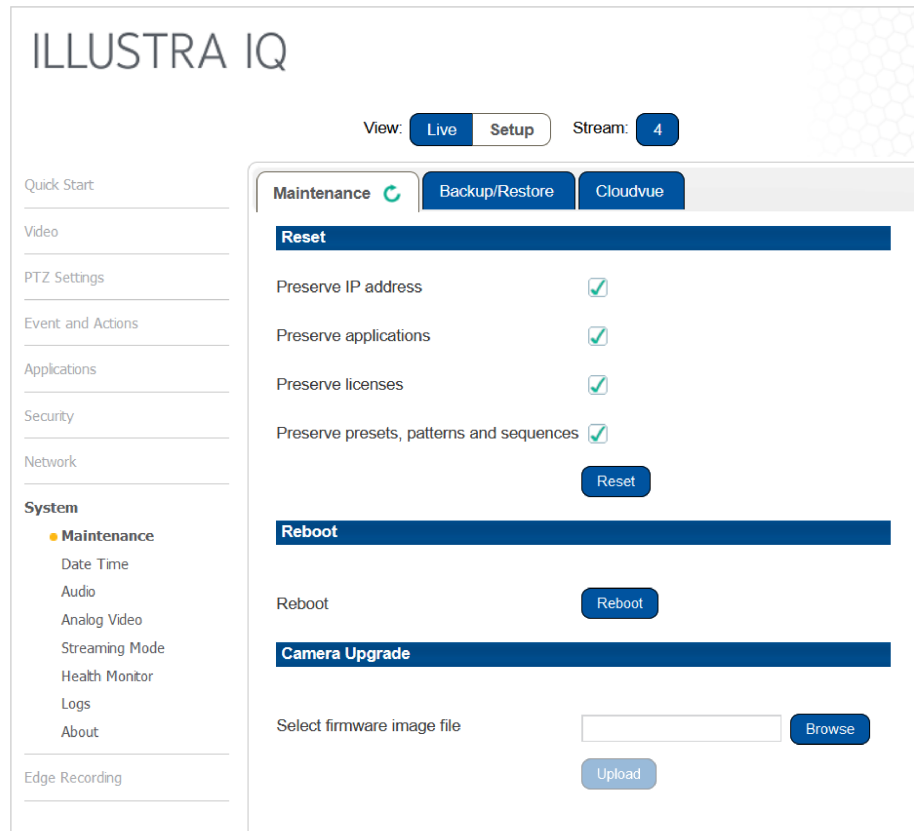 ILLUSTRA IQ
View: Live Setup Stream: 4
Quick Start
Video
PTZ Settings
Event and Actions
Applications
Security
Network
System
Maintenance
Date Time
Audio
Analog Video
Streaming Mode
Health Monitor
Logs
About
Edge Recording
Maintenance Backup/Restore Cloudvue
Reset
Preserve IP address
Preserve applications
Preserve licenses
Preserve presets, patterns and sequences
Reset
Reboot
Reboot Reboot
Camera Upgrade
Select firmware image file Browse
Upload